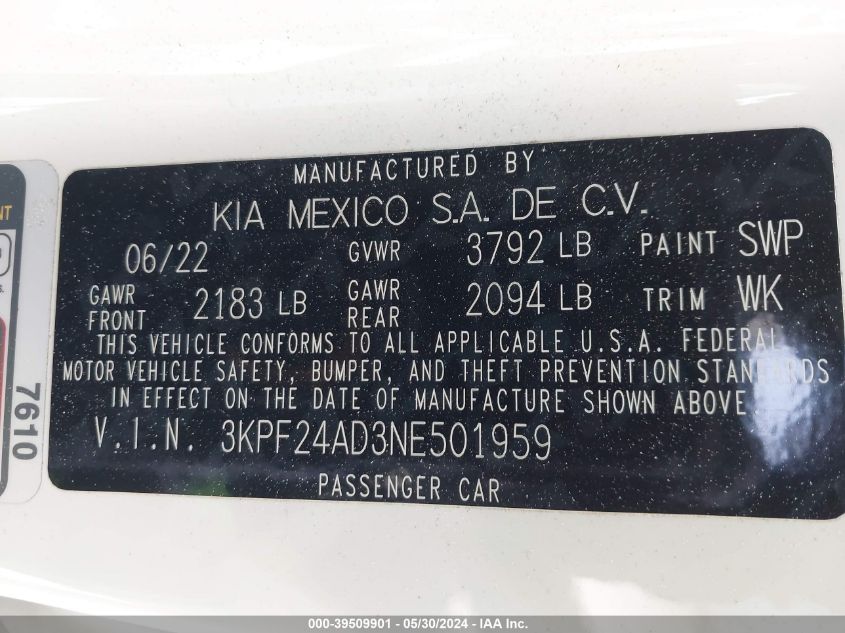 MANUFACTURED BY
KIA MEXICO S.A. DE C.V.
06/22 GVWR 3792 LB PAINT SWP
GAWR FRONT 2183 LB GAWR REAR 2094 LB TRIM WK
THIS VEHICLE CONFORMS TO ALL APPLICABLE U.S.A. FEDERAL
MOTOR VEHICLE SAFETY, BUMPER, AND THEFT PREVENTION STANDARDS
IN EFFECT ON THE DATE OF MANUFACTURE SHOWN ABOVE.
V.I.N. 3KPF24AD3NE501959
PASSENGER CAR
7610
000-39509901 - 05/30/2024 - IAA Inc.